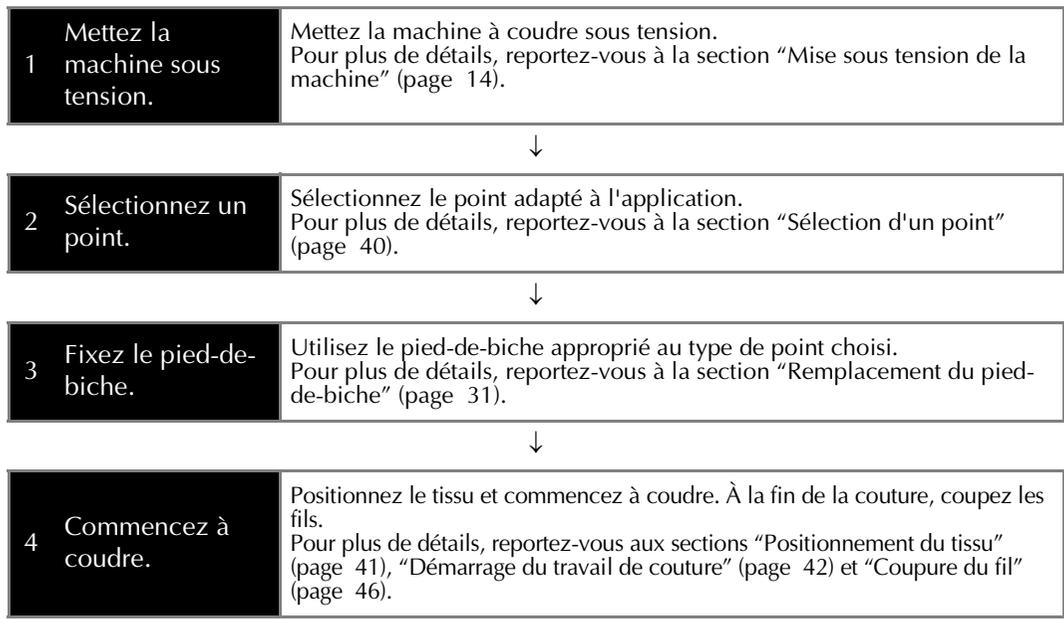 1
Mettez la
machine sous
tension.
Mettez la machine à coudre sous tension.
Pour plus de détails, reportez-vous à la section “Mise sous tension de la
machine” (page 14).
↓
2
Sélectionnez un
point.
Sélectionnez le point adapté à l'application.
Pour plus de détails, reportez-vous à la section “Sélection d'un point”
(page 40).
↓
3
Fixez le pied-de-
biche.
Utilisez le pied-de-biche approprié au type de point choisi.
Pour plus de détails, reportez-vous à la section “Remplacement du pied-
de-biche” (page 31).
↓
4
Commencez à
coudre.
Positionnez le tissu et commencez à coudre. À la fin de la couture, coupez les
fils.
Pour plus de détails, reportez-vous aux sections “Positionnement du tissu”
(page 41), “Démarrage du travail de couture” (page 42) et “Coupure du fil”
(page 46).